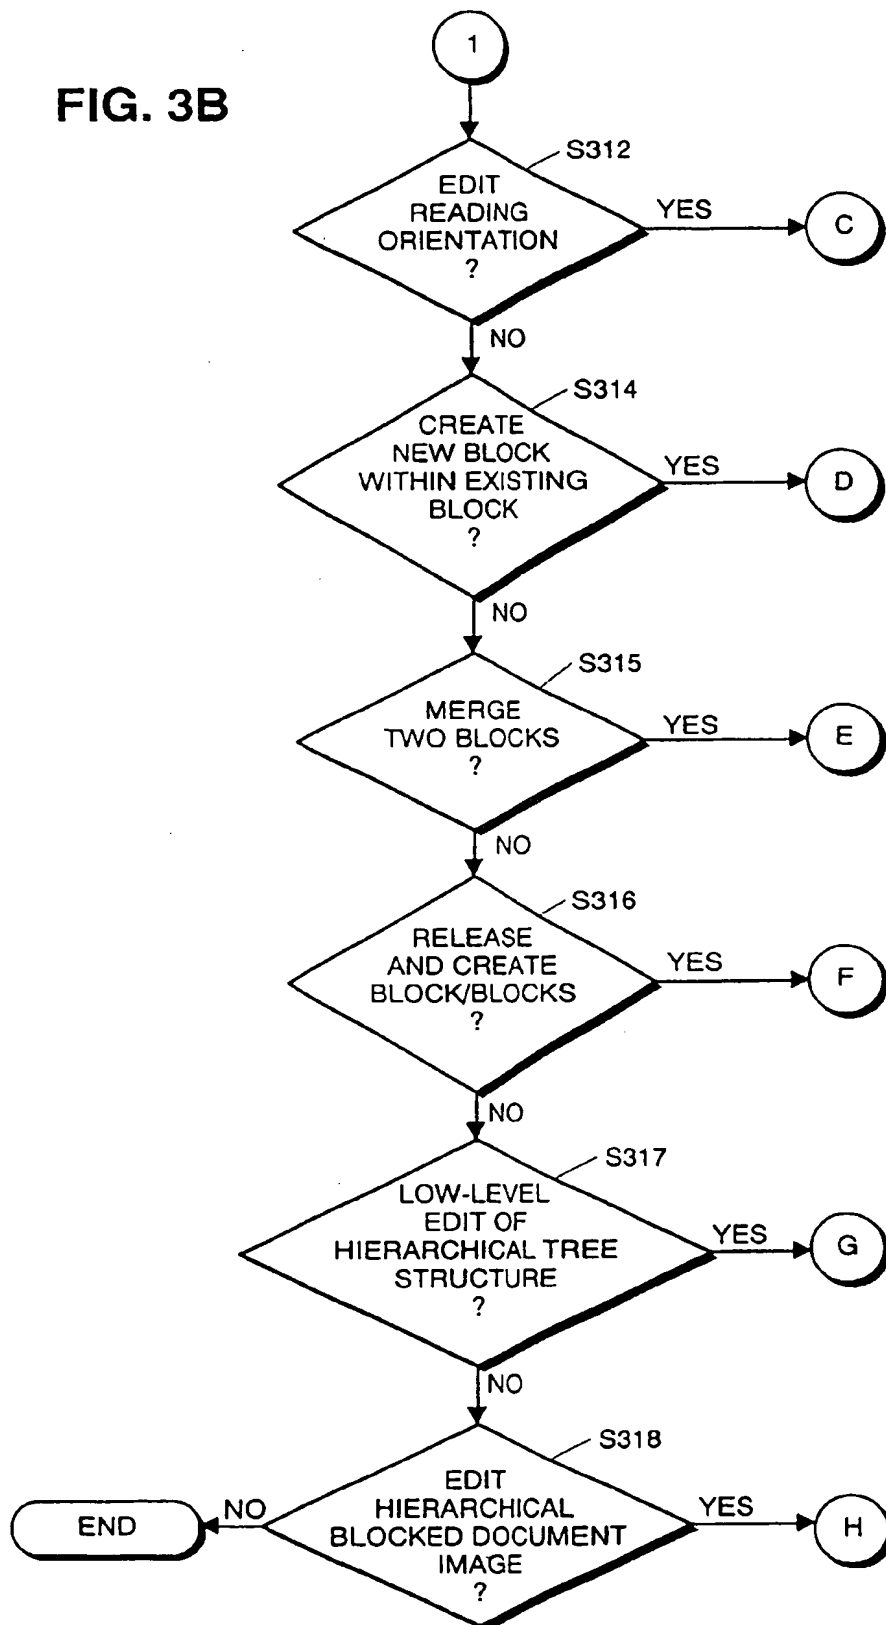 1
FIG. 3B
S312
EDIT
READING
ORIENTATION
?
YES
C
NO
S314
CREATE
NEW BLOCK
WITHIN EXISTING
BLOCK
?
YES
D
NO
S315
MERGE
TWO BLOCKS
?
YES
E
NO
S316
RELEASE
AND CREATE
BLOCK/BLOCKS
?
YES
F
NO
S317
LOW-LEVEL
EDIT OF
HIERARCHICAL TREE
STRUCTURE
?
YES
G
NO
S318
EDIT
HIERARCHICAL
BLOCKED DOCUMENT
IMAGE
?
YES
H
NO
END